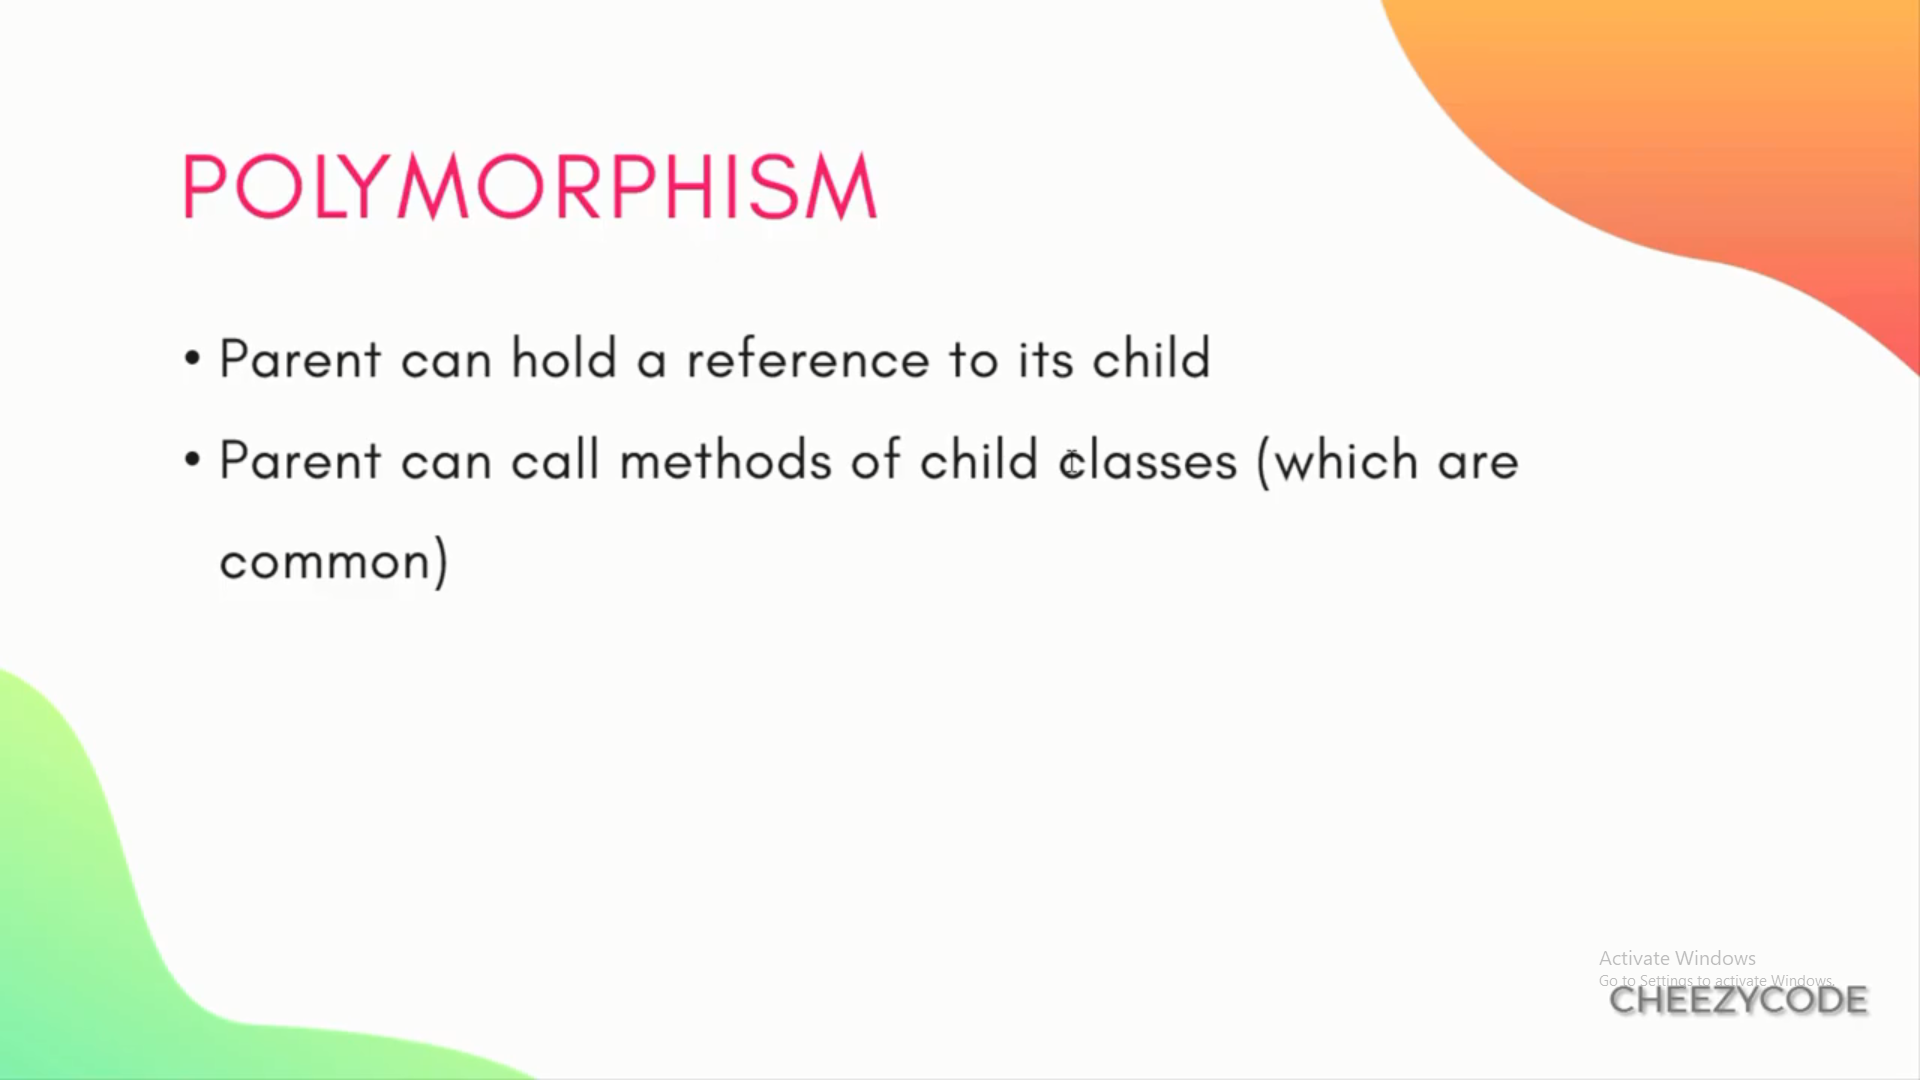 POLYMORPHISM
• Parent can hold a reference to its child
• Parent can call methods of child classes (which are
common)
Activate Windows
Go to Settings to activate Windows.
CHEEZYCODE